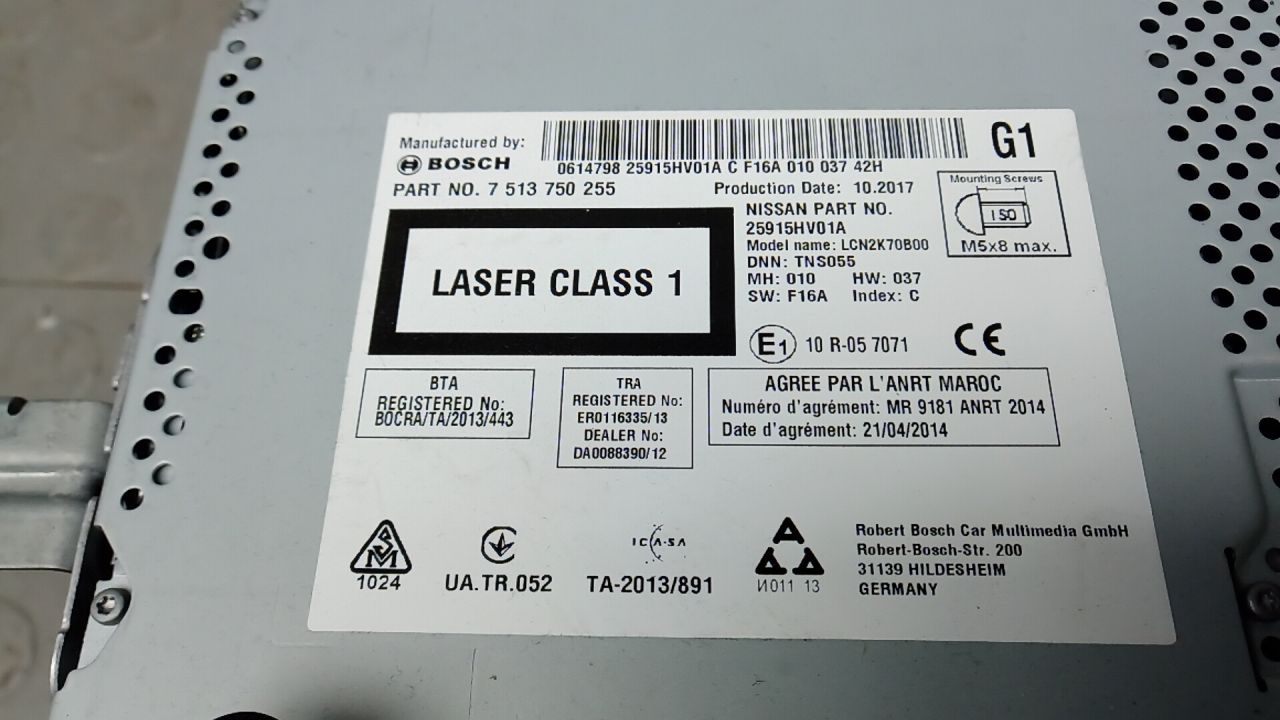 Manufactured by:
BOSCH
0614798 25915HV01A C F16A 010 037 42H
G1
PART NO. 7 513 750 255
Production Date: 10.2017
Mounting Screws
ISO
M5x8 max.
LASER CLASS 1
NISSAN PART NO.
25915HV01A
Model name: LCN2K70B00
DNN: TNS055
MH: 010 HW: 037
SW: F16A Index: C
E1 10 R-05 7071 CE
BTA
REGISTERED No:
BOCRA/TA/2013/443
TRA
REGISTERED No:
ER0116335/13
DEALER No:
DA0088390/12
AGREE PAR L'ANRT MAROC
Numéro d'agrément: MR 9181 ANRT 2014
Date d'agrément: 21/04/2014
1024
UA.TR.052
ICASA
TA-2013/891
И011 13
Robert Bosch Car Multimedia GmbH
Robert-Bosch-Str. 200
31139 HILDESHEIM
GERMANY